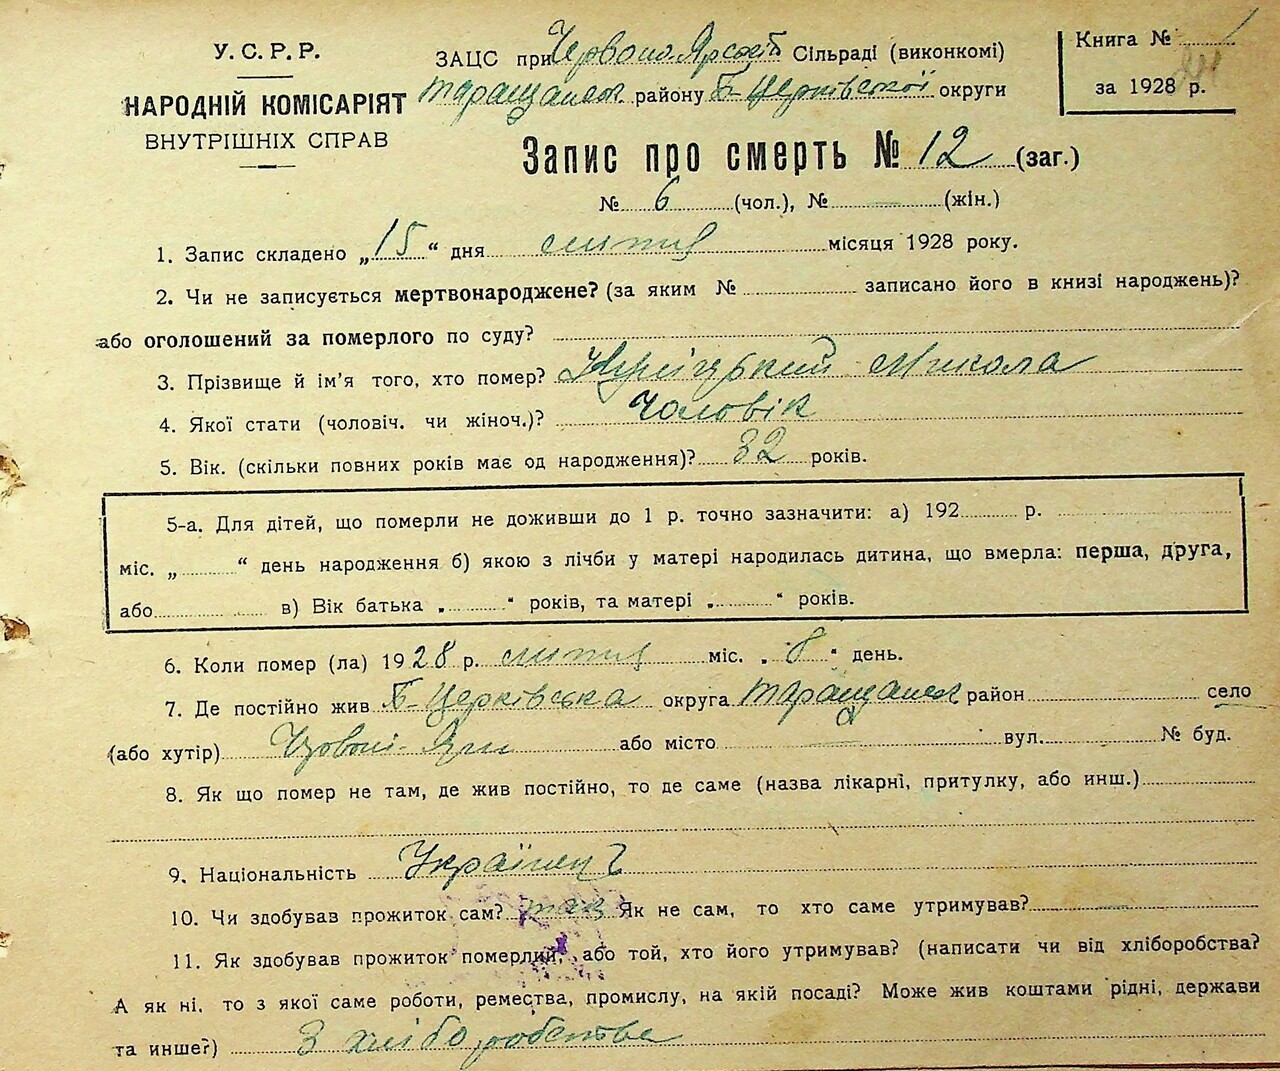 У.С.Р.Р.
НАРОДНІЙ КОМІСАРІЯТ
ВНУТРІШНІХ СПРАВ
ЗАЦС при Сільраді (виконкомі)
Таращанськ. району Б-Церківської округи
Книга №
за 1928 р.
Запис про смерть № 12 (заг.)
№ 6 (чол.), № — (жін.)
1. Запис складено „15“ дня липня місяця 1928 року.
2. Чи не записується мертвонароджене? (за яким № записано його в книзі народжень)?
або оголошений за померлого по суду?
3. Прізвище й ім'я того, хто помер? Микола
4. Якої стати (чоловіч. чи жіноч.)? Чоловік
5. Вік. (скільки повних років має од народження)? 32 років.
5-а. Для дітей, що померли не доживши до 1 р. точно зазначити: а) 192 р.
міс. „ “ день народження б) якою з лічби у матері народилась дитина, що вмерла: перша, друга,
або в) Вік батька „ “ років, та матері „ “ років.
6. Коли помер (ла) 1928 р. липня міс. „8“ день.
7. Де постійно жив Б-Церківська округа Таращанськ район село
(або хутір) Яри або місто — вул. № буд.
8. Як що помер не там, де жив постійно, то де саме (назва лікарні, притулку, або инш.)
9. Національність Українець
10. Чи здобував прожиток сам? так Як не сам, то хто саме утримував? —
11. Як здобував прожиток померлий, або той, хто його утримував? (написати чи від хліборобства?
А як ні, то з якої саме роботи, ремества, промислу, на якій посаді? Може жив коштами рідні, держави
та инше?) З хліборобства